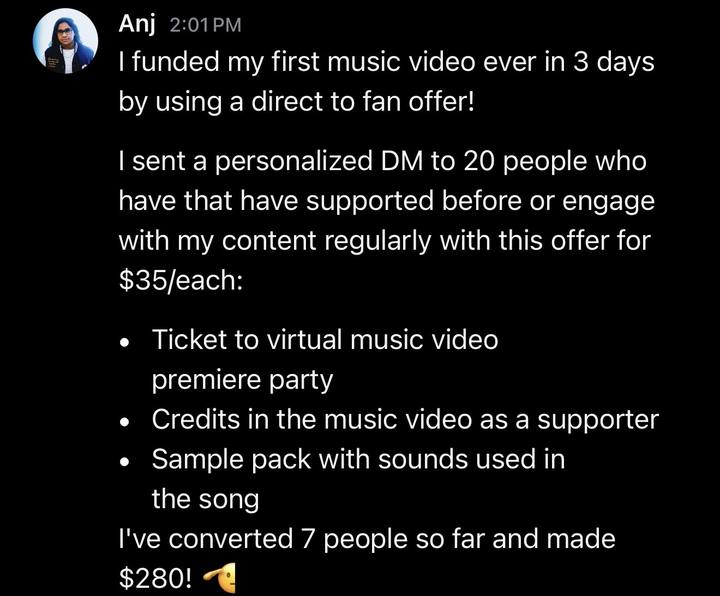 Anj 2:01 PM
I funded my first music video ever in 3 days
by using a direct to fan offer!
I sent a personalized DM to 20 people who
have that have supported before or engage
with my content regularly with this offer for
$35/each:
• Ticket to virtual music video
premiere party
• Credits in the music video as a supporter
• Sample pack with sounds used in
the song
I've converted 7 people so far and made
$280!